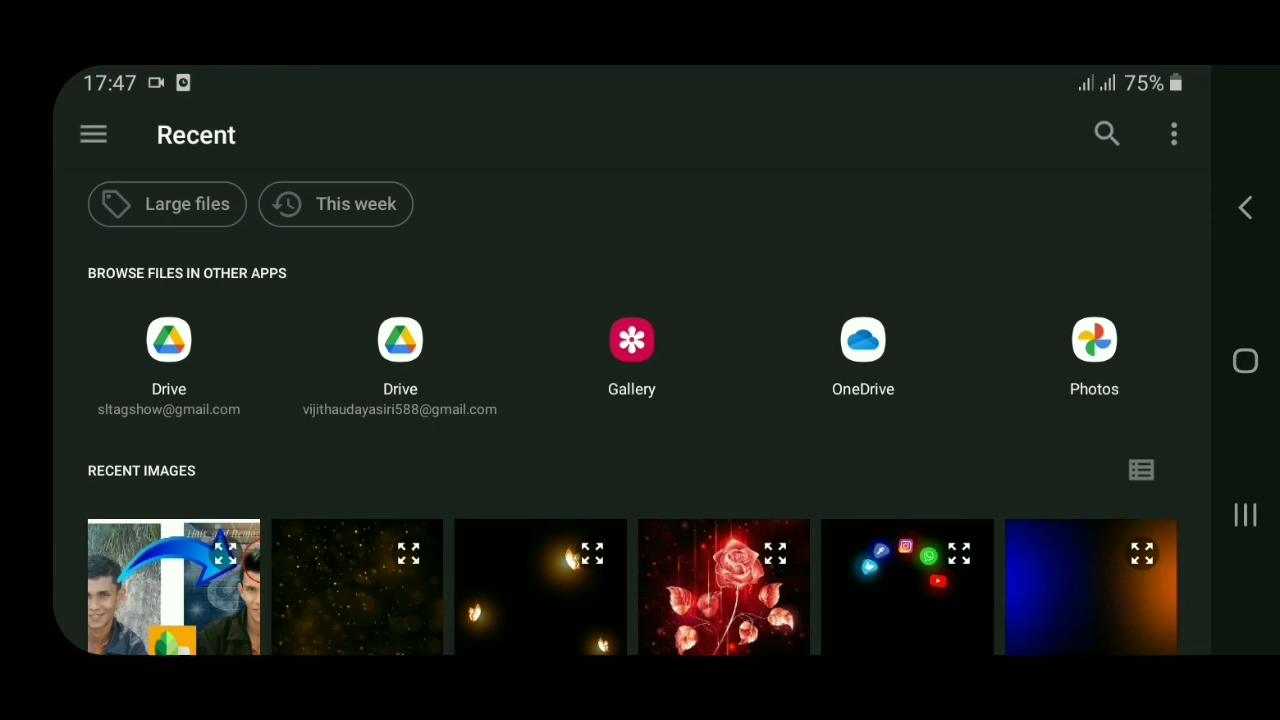 17:47
75%
Recent
Large files
This week
BROWSE FILES IN OTHER APPS
Drive
sltagshow@gmail.com
Drive
vijithaudayasiri588@gmail.com
Gallery
OneDrive
Photos
RECENT IMAGES